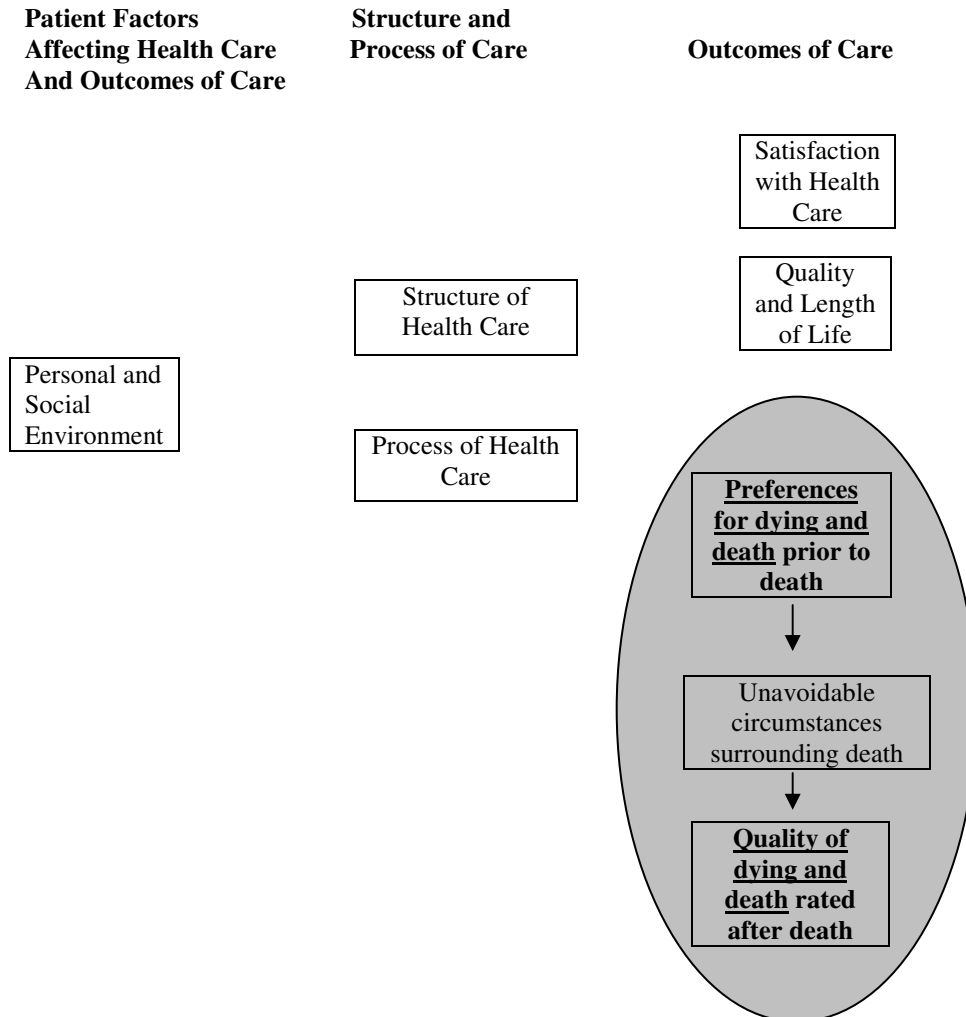 Patient Factors
Affecting Health Care
And Outcomes of Care
Structure and
Process of Care
Outcomes of Care
Satisfaction
with Health
Care
Quality
and Length
of Life
Structure of
Health Care
Personal and
Social
Environment
Process of Health
Care
Preferences
for dying and
death prior to
death
Unavoidable
circumstances
surrounding death
Quality of
dying and
death rated
after death